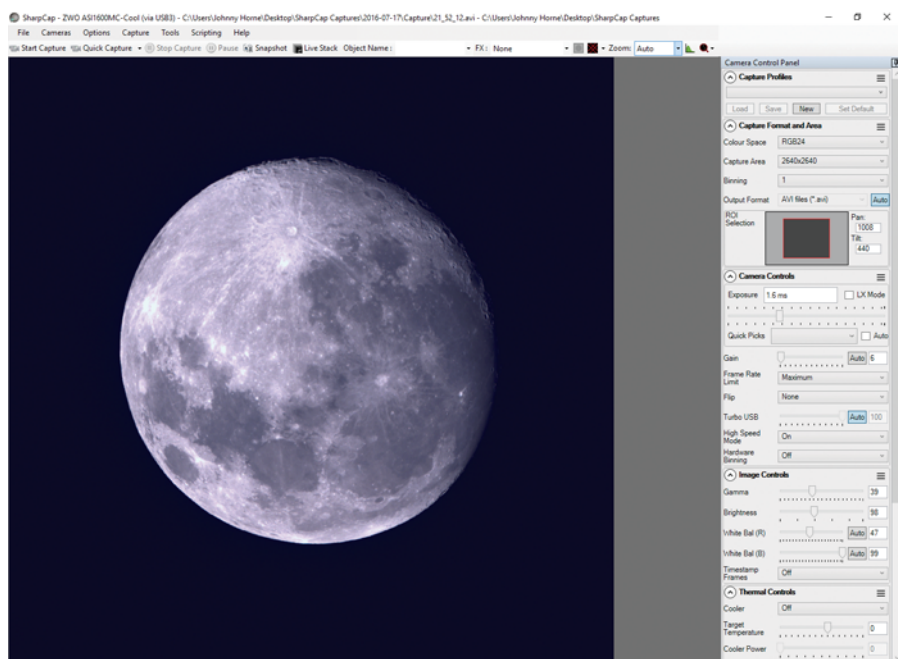 SharpCap - ZWO ASI1600MC-Cool (via USB3) - C:\Users\Johnny Horne\Desktop\SharpCap Captures\2016-07-17\Capture\21_52_12.avi - C:\Users\Johnny Horne\Desktop\SharpCap Captures
File Cameras Options Capture Tools Scripting Help
Start Capture Quick Capture Stop Capture Pause Snapshot Live Stack Object Name : FX : None Zoom: Auto
Camera Control Panel
Capture Profiles
Load Save New Set Default
Capture Format and Area
Colour Space RGB24
Capture Area 2640x2640
Binning 1
Output Format AVI files (*.avi) Auto
ROI Selection
Pan: 1008
Tilt: 440
Camera Controls
Exposure 1.6 ms LX Mode
Quick Picks Auto
Gain Auto 6
Frame Rate Limit Maximum
Flip None
Turbo USB Auto 100
High Speed Mode On
Hardware Binning Off
Image Controls
Gamma 39
Brightness 98
White Bal (R) Auto 47
White Bal (B) Auto 99
Timestamp Frames Off
Thermal Controls
Cooler Off
Target Temperature 0
Cooler Power 0